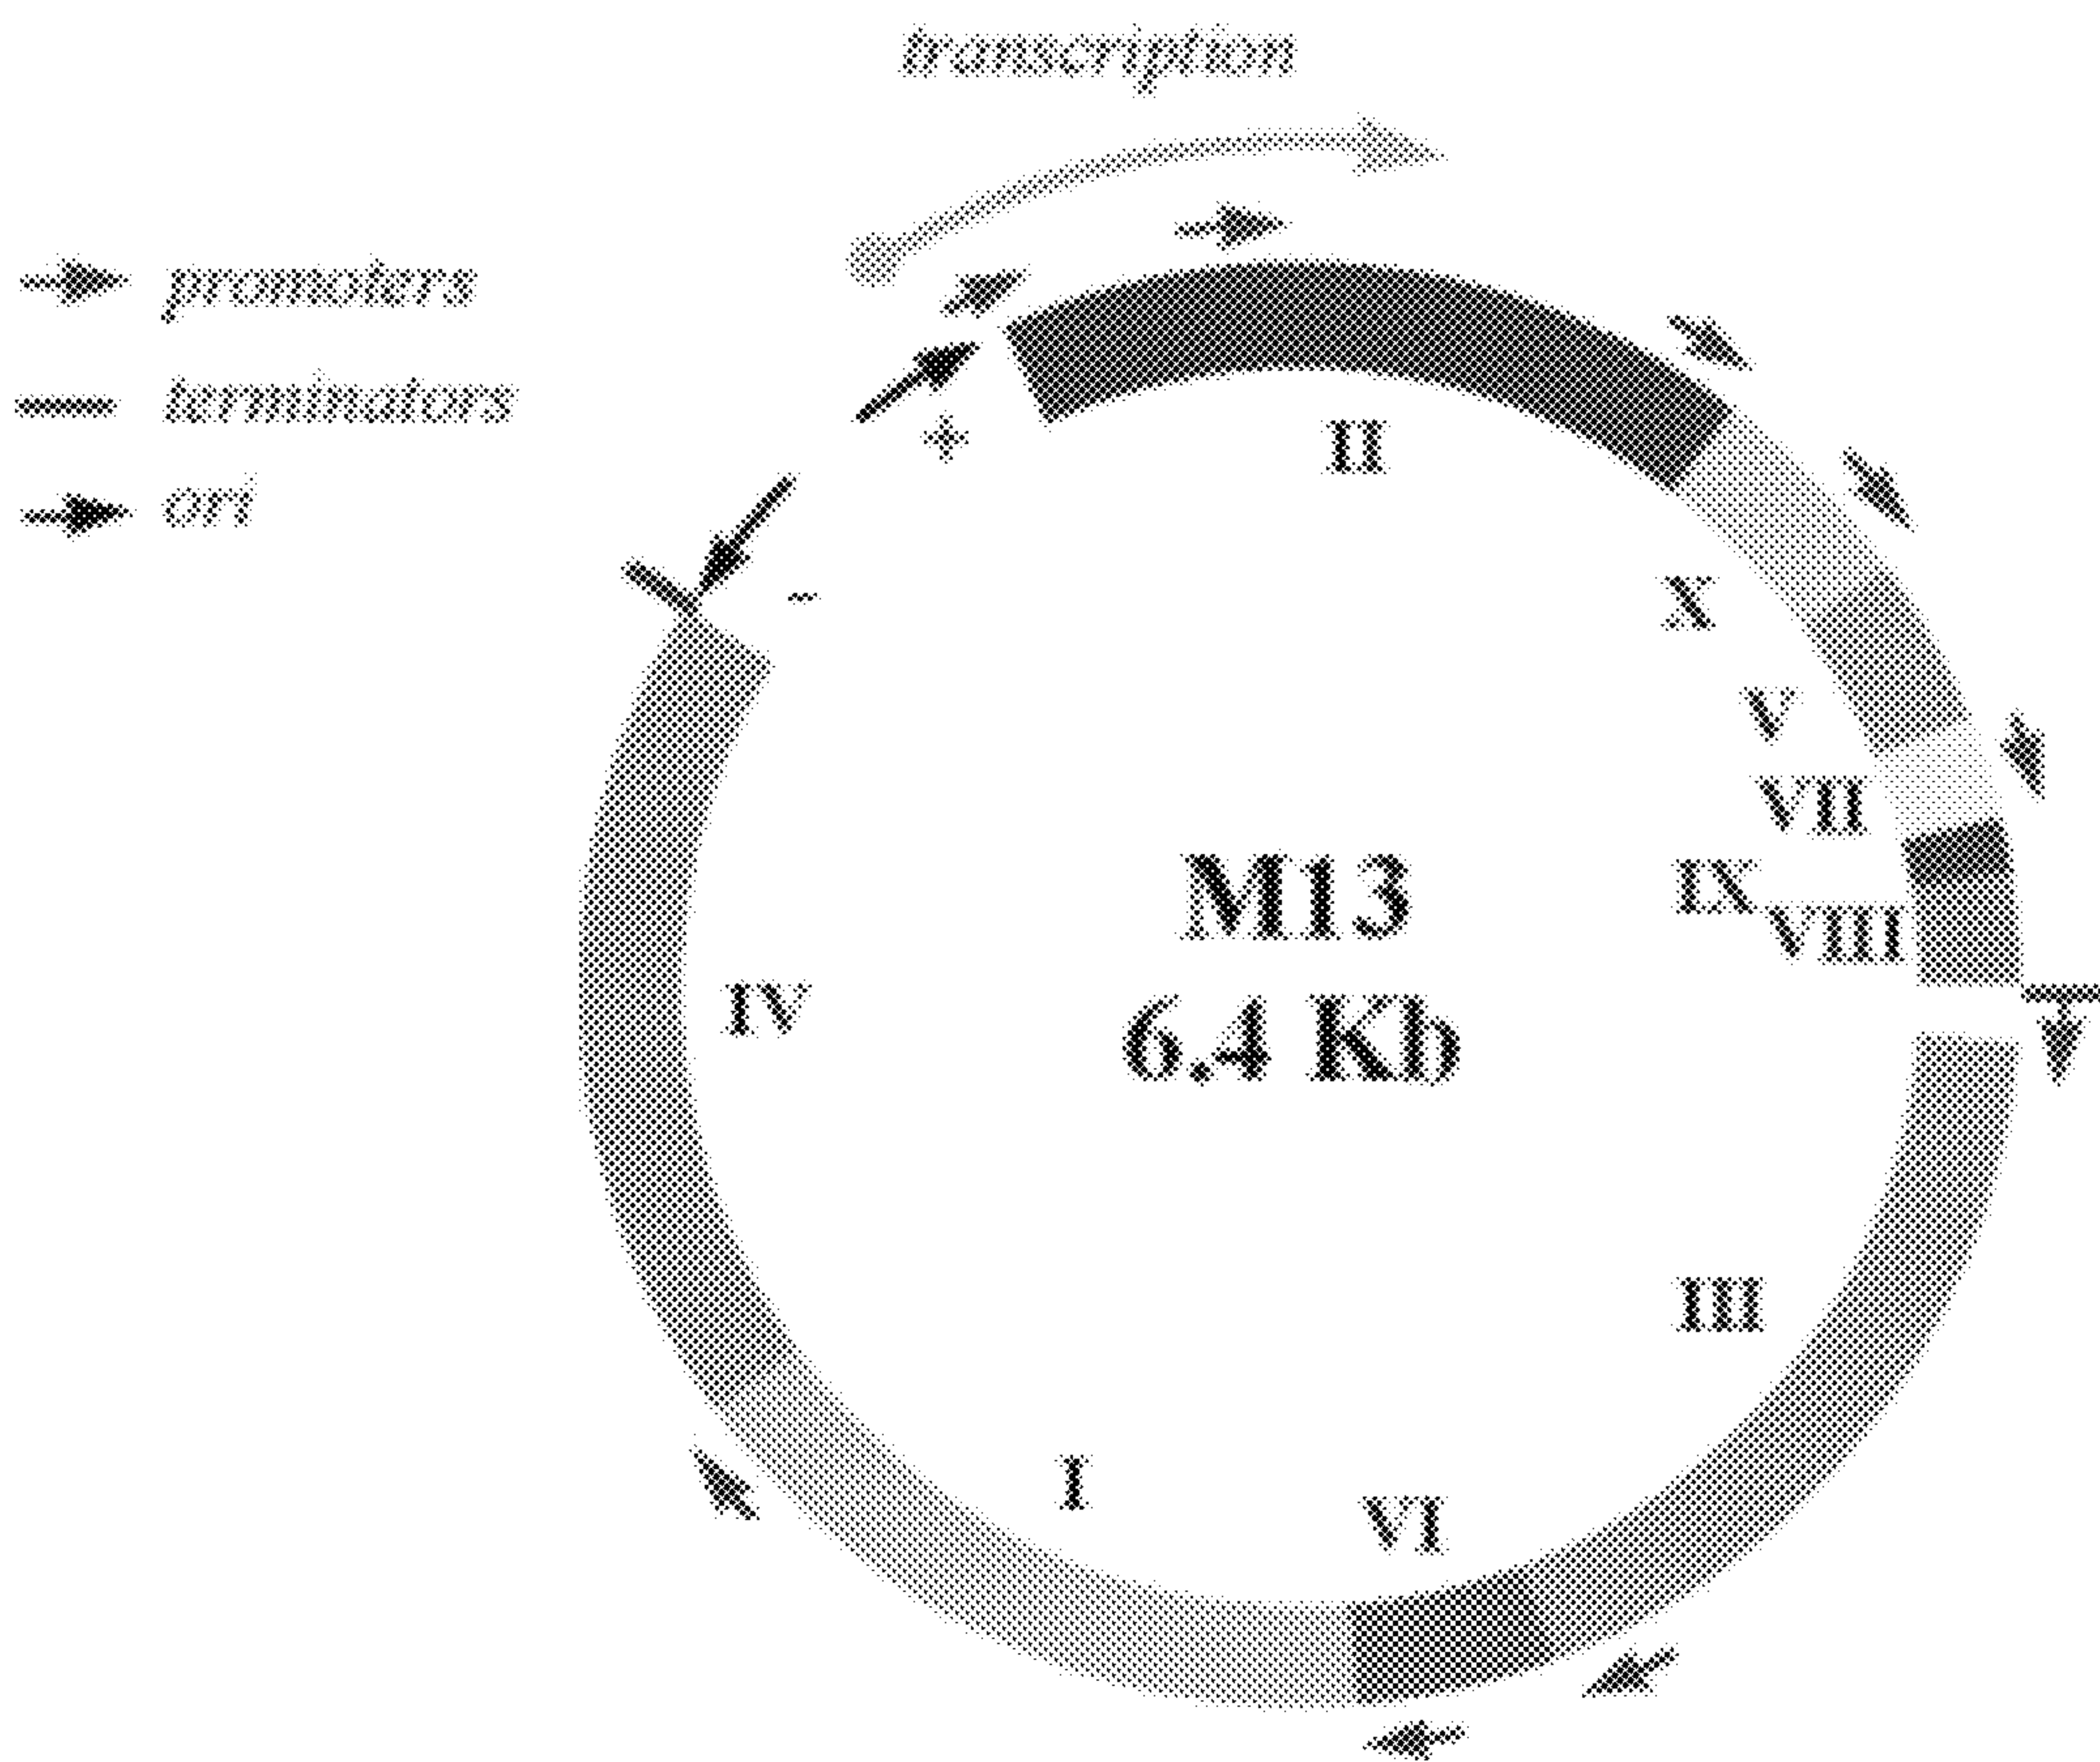 transcription
promoters
terminators
ori
+
-
II
X
V
VII
IX
VIII
M13
6.4 Kb
IV
III
I
VI